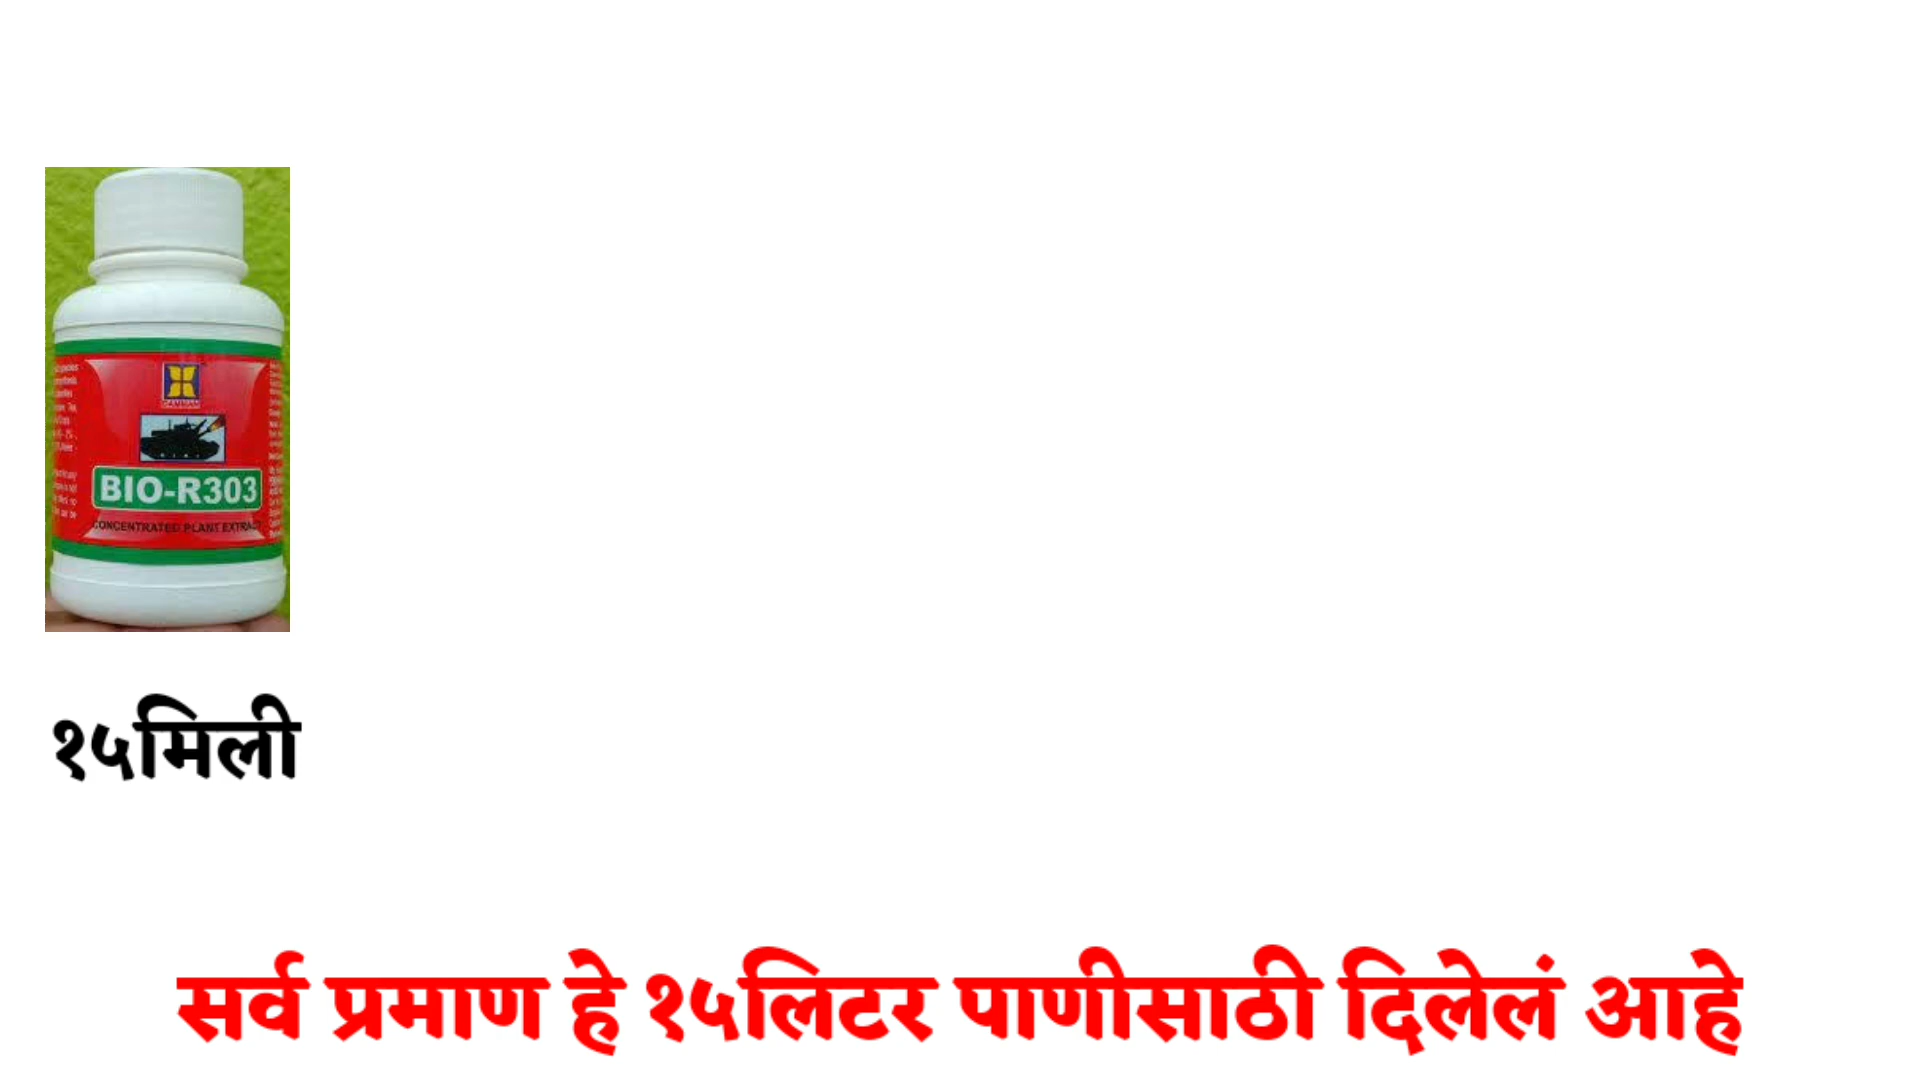 BIO-R303
CONCENTRATED PLANT EXTRACT
१५मिली
सर्व प्रमाण हे १५लिटर पाणीसाठी दिलेलं आहे